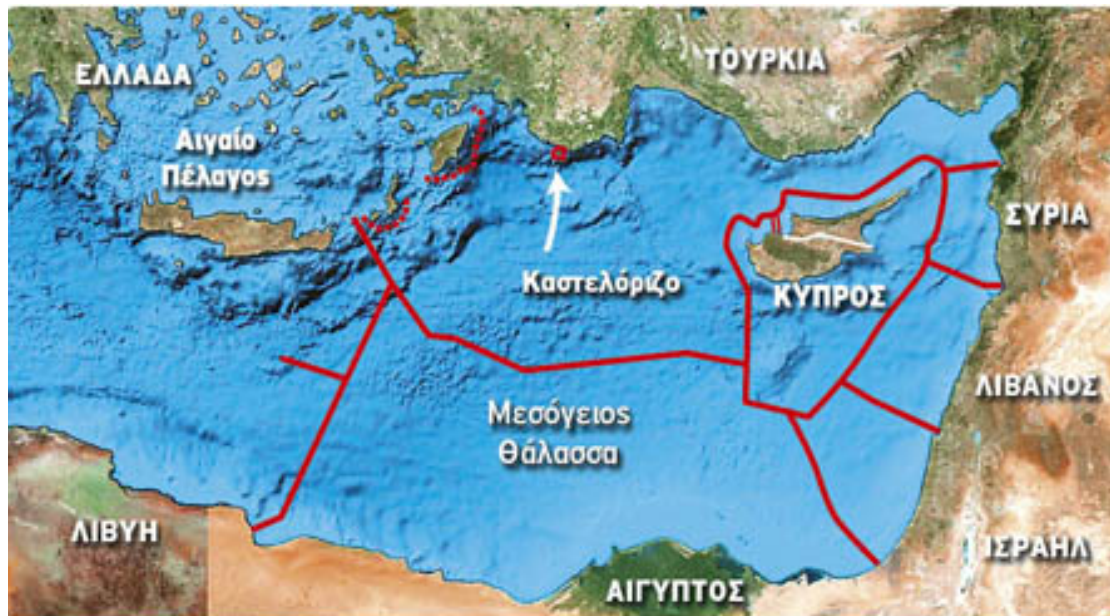 ΕΛΛΑΔΑ
ΤΟΥΡΚΙΑ
Αιγαίο
Πέλαγος
ΣΥΡΙΑ
Καστελόριζο
ΚΥΠΡΟΣ
ΛΙΒΑΝΟΣ
Μεσόγειος
Θάλασσα
ΛΙΒΥΗ
ΙΣΡΑΗΛ
ΑΙΓΥΠΤΟΣ